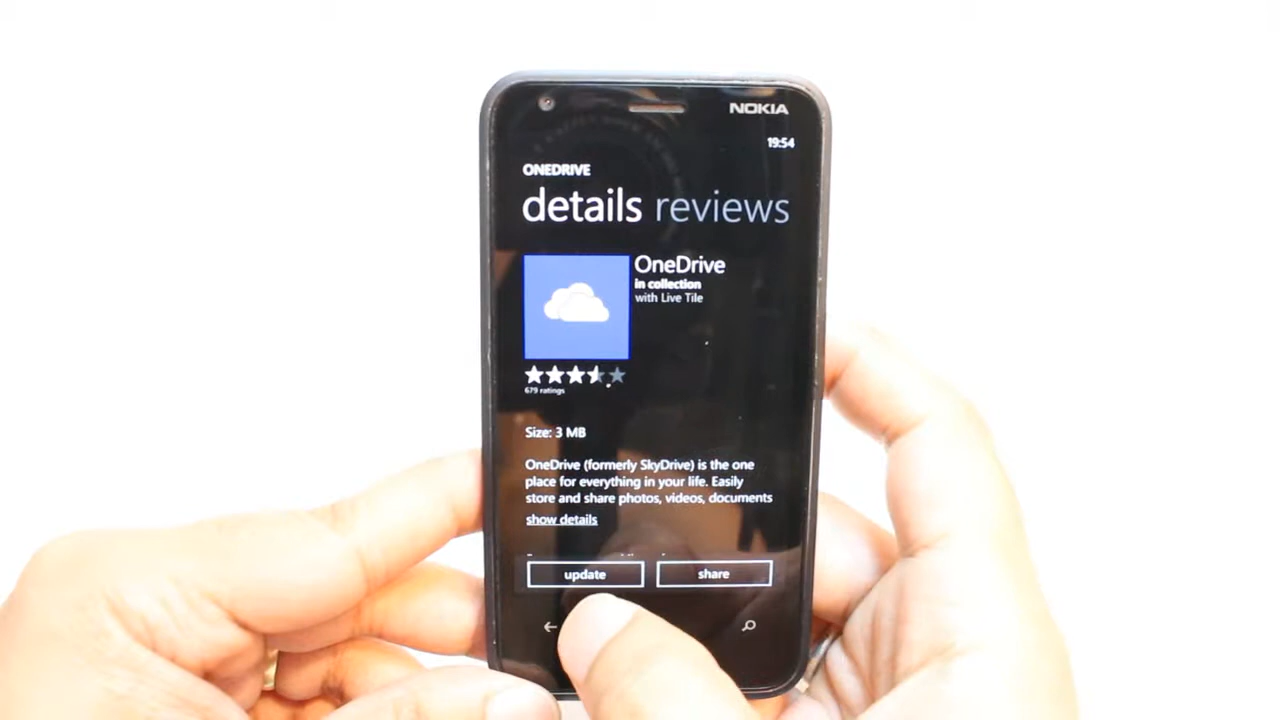 NOKIA
19:54
ONEDRIVE
details reviews
OneDrive
in collection
with Live Tile
679 ratings
Size: 3 MB
OneDrive (formerly SkyDrive) is the one
place for everything in your life. Easily
store and share photos, videos, documents
show details
update share